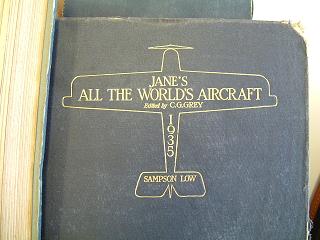 JANE'S
ALL THE WORLD'S AIRCRAFT
Edited by C.G.GREY
1935
SAMPSON LOW